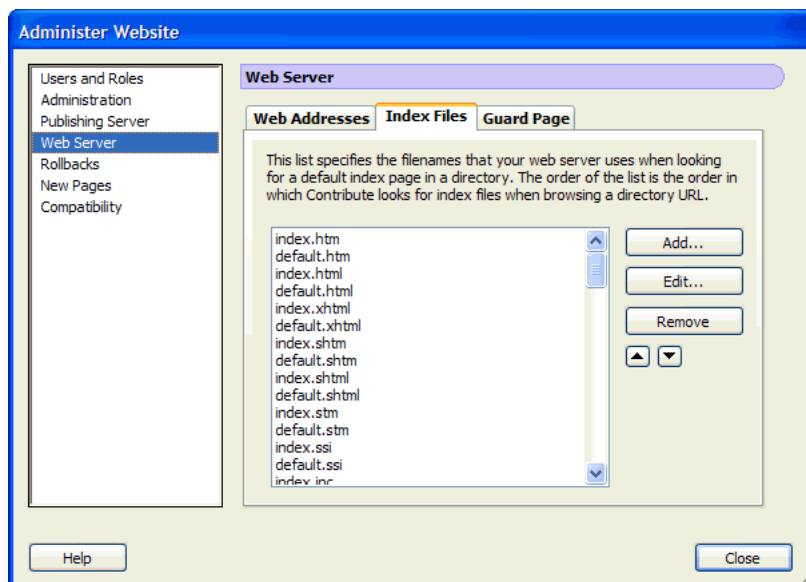 Administer Website
Users and Roles
Administration
Publishing Server
Web Server
Rollbacks
New Pages
Compatibility
Web Server
Web Addresses
Index Files
Guard Page
This list specifies the filenames that your web server uses when looking
for a default index page in a directory. The order of the list is the order in
which Contribute looks for index files when browsing a directory URL.
index.htm
default.htm
index.html
default.html
index.xhtml
default.xhtml
index.shtm
default.shtm
index.shtml
default.shtml
index.stm
default.stm
index.ssi
default.ssi
index.inc
Add...
Edit...
Remove
Help
Close